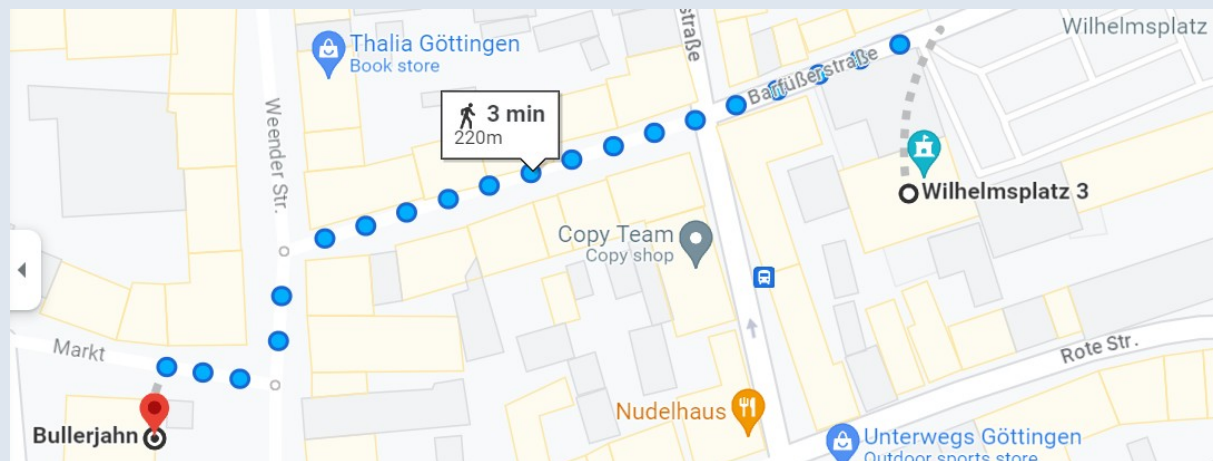 Wilhelmsplatz
Thalia Göttingen
Book store
straße
Barfüßerstraße
Weender Str.
3 min
220m
Wilhelmsplatz 3
Copy Team
Copy shop
Markt
Rote Str.
Nudelhaus
Bullerjahn
Unterwegs Göttingen
Outdoor sports store